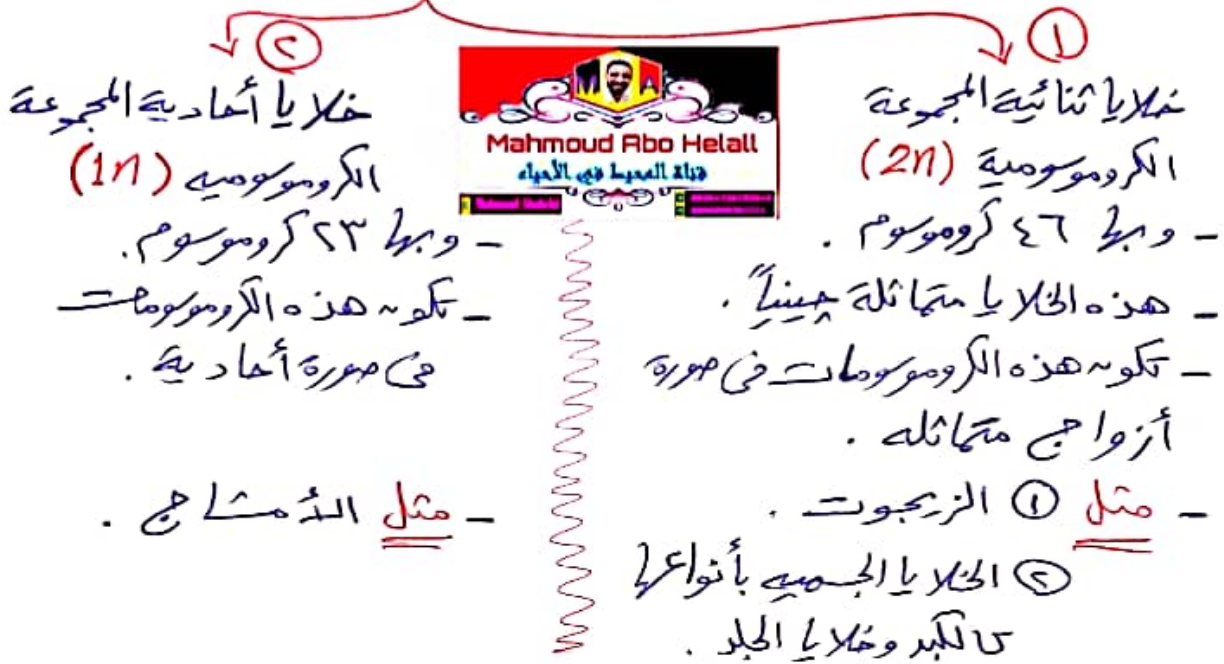 ①
خلايا ثنائية المجموعة
الكروموسومية (2n)
- وبها ٤٦ كروموسوم .
- هذه الخلايا متماثلة جينياً .
- تكون هذه الكروموسومات في صورة
أزواج متماثله .
- مثل ① الزيجوت .
② الخلايا الجسميه بأنواعها
كالكبد وخلايا الجلد .
M A
Mahmoud Abo Helall
قناة المحيط في الأحياء
②
خلايا أحادية المجموعة
الكروموسوميه (1n)
- وبها ٢٣ كروموسوم .
- تكون هذه الكروموسومات
في صورة أحادية .
- مثل الأمشاج .